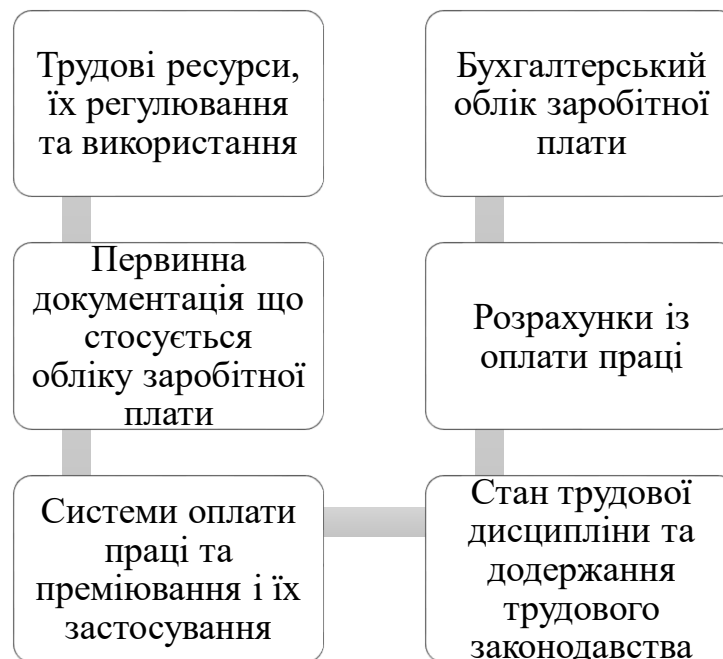 Трудові ресурси,
їх регулювання
та використання
Первинна
документація що
стосується
обліку заробітної
плати
Системи оплати
праці та
преміювання і їх
застосування
Стан трудової
дисципліни та
додержання
трудового
законодавства
Розрахунки із
оплати праці
Бухгалтерський
облік заробітної
плати